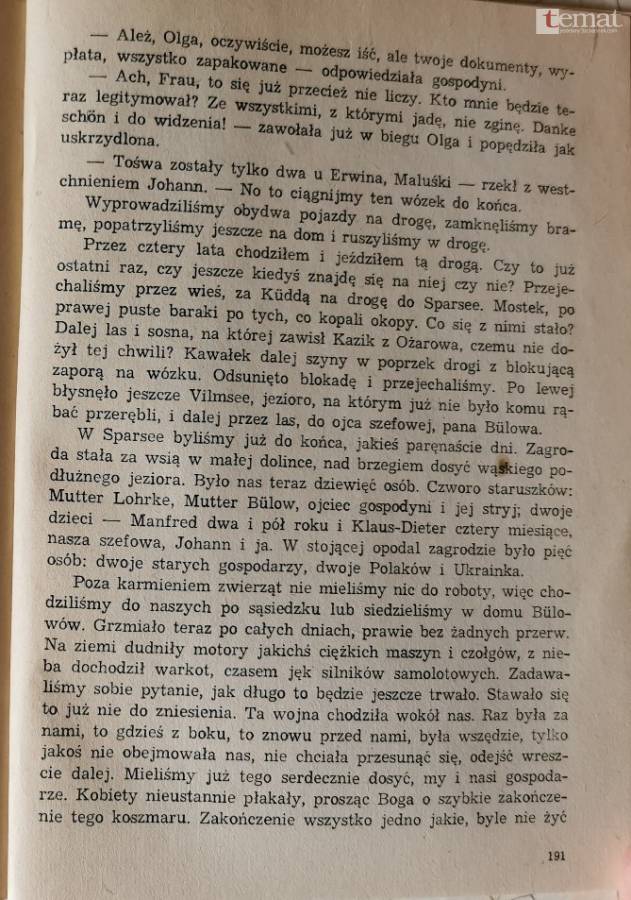 temat
— Ależ, Olga, oczywiście, możesz iść, ale twoje dokumenty, wy-
płata, wszystko zapakowane — odpowiedziała gospodyni.
— Ach, Frau, to się już przecież nie liczy. Kto mnie będzie te-
raz legitymował? Ze wszystkimi, z którymi jadę, nie zginę. Danke
schön i do widzenia! — zawołała już w biegu Olga i popędziła jak
uskrzydlona.
— Tośwa zostały tylko dwa u Erwina, Maluśki — rzekł z west-
chnieniem Johann. — No to ciągnijmy ten wózek do końca.
Wyprowadziliśmy obydwa pojazdy na drogę, zamknęliśmy bra-
mę, popatrzyliśmy jeszcze na dom i ruszyliśmy w drogę.
Przez cztery lata chodziłem i jeździłem tą drogą. Czy to już
ostatni raz, czy jeszcze kiedyś znajdę się na niej czy nie? Przeje-
chaliśmy przez wieś, za Küddą na drogę do Sparsee. Mostek, po
prawej puste baraki po tych, co kopali okopy. Co się z nimi stało?
Dalej las i sosna, na której zawisł Kazik z Ożarowa, czemu nie do-
żył tej chwili? Kawałek dalej szyny w poprzek drogi z blokującą
zaporą na wózku. Odsunięto blokadę i przejechaliśmy. Po lewej
błysnęło jeszcze Vilmsee, jezioro, na którym już nie było komu rą-
bać przerębli, i dalej przez las, do ojca szefowej, pana Bülowa.
W Sparsee byliśmy już do końca, jakieś paręnaście dni. Zagro-
da stała za wsią w małej dolince, nad brzegiem dosyć wąskiego po-
dłużnego jeziora. Było nas teraz dziewięć osób. Czworo staruszków:
Mutter Lohrke, Mutter Bülow, ojciec gospodyni i jej stryj; dwoje
dzieci — Manfred dwa i pół roku i Klaus-Dieter cztery miesiące,
nasza szefowa, Johann i ja. W stojącej opodal zagrodzie było pięć
osób: dwoje starych gospodarzy, dwoje Polaków i Ukrainka.
Poza karmieniem zwierząt nie mieliśmy nic do roboty, więc cho-
dziliśmy do naszych po sąsiedzku lub siedzieliśmy w domu Bülo-
wów. Grzmiało teraz po całych dniach, prawie bez żadnych przerw.
Na ziemi dudniły motory jakichś ciężkich maszyn i czołgów, z nie-
ba dochodził warkot, czasem jęk silników samolotowych. Zadawa-
liśmy sobie pytanie, jak długo to będzie jeszcze trwało. Stawało się
to już nie do zniesienia. Ta wojna chodziła wokół nas. Raz była za
nami, to gdzieś z boku, to znowu przed nami, była wszędzie, tylko
jakoś nie obejmowała nas, nie chciała przesunąć się, odejść wresz-
cie dalej. Mieliśmy już tego serdecznie dosyć, my i nasi gospoda-
rze. Kobiety nieustannie płakały, prosząc Boga o szybkie zakończe-
nie tego koszmaru. Zakończenie wszystko jedno jakie, byle nie żyć
191